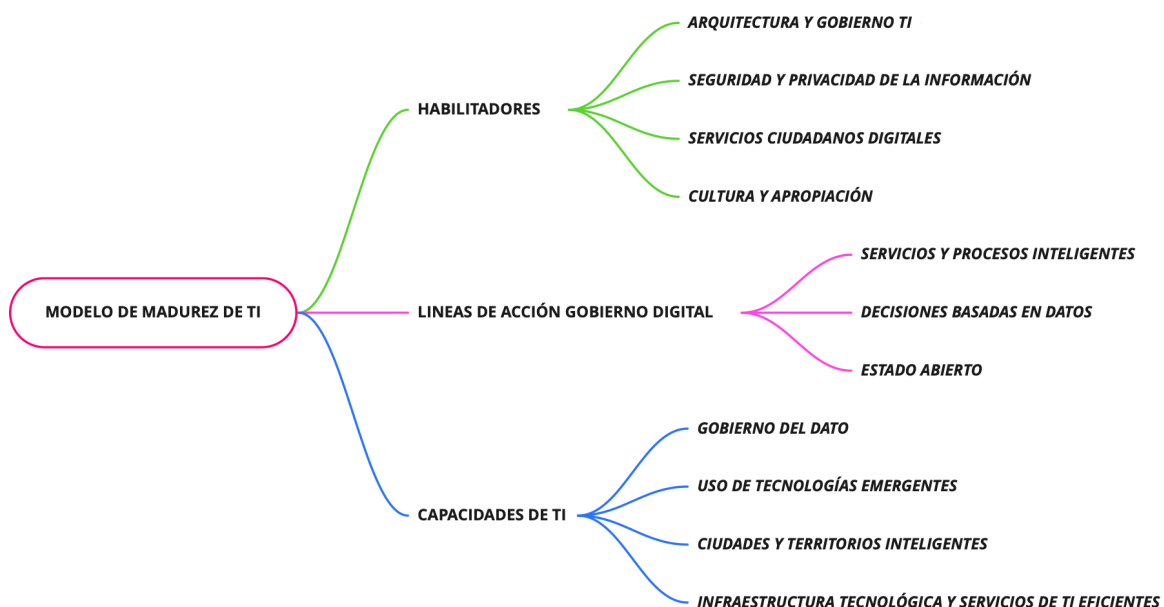 MODELO DE MADUREZ DE TI
HABILITADORES
ARQUITECTURA Y GOBIERNO TI
SEGURIDAD Y PRIVACIDAD DE LA INFORMACIÓN
SERVICIOS CIUDADANOS DIGITALES
CULTURA Y APROPIACIÓN
LINEAS DE ACCIÓN GOBIERNO DIGITAL
SERVICIOS Y PROCESOS INTELIGENTES
DECISIONES BASADAS EN DATOS
ESTADO ABIERTO
CAPACIDADES DE TI
GOBIERNO DEL DATO
USO DE TECNOLOGÍAS EMERGENTES
CIUDADES Y TERRITORIOS INTELIGENTES
INFRAESTRUCTURA TECNOLÓGICA Y SERVICIOS DE TI EFICIENTES